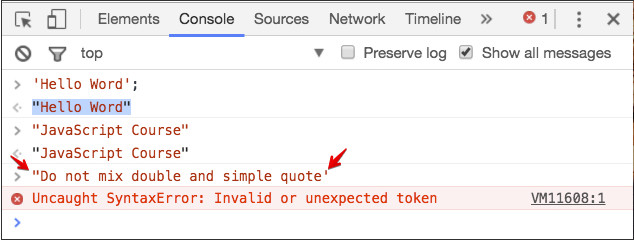 Elements Console Sources Network Timeline » 1
top Preserve log Show all messages
> 'Hello Word';
"Hello Word"
> "JavaScript Course"
"JavaScript Course"
> "Do not mix double and simple quote'
Uncaught SyntaxError: Invalid or unexpected token VM11608:1
>